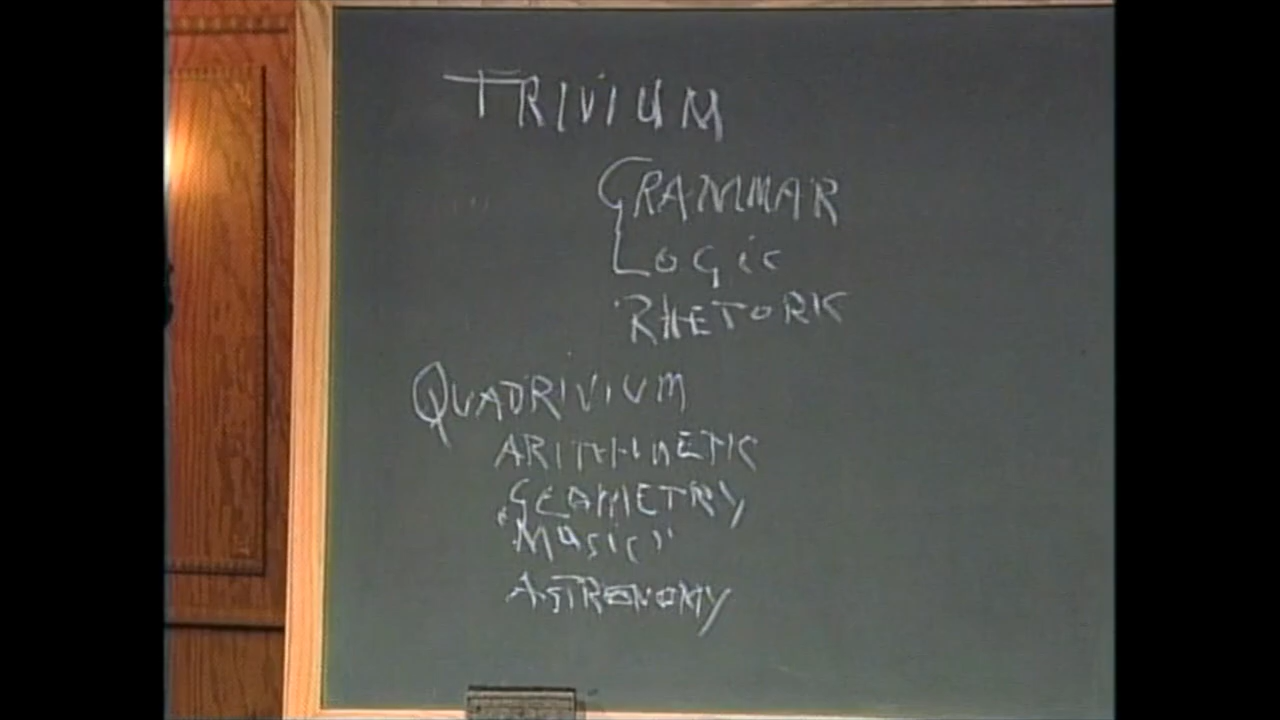 TRIVIUM
GRAMMAR
LOGic
RHETORIC
QUADRIVIUM
ARITHMETIC
GEOMETRY
"MUSiC"
ASTRONOMY